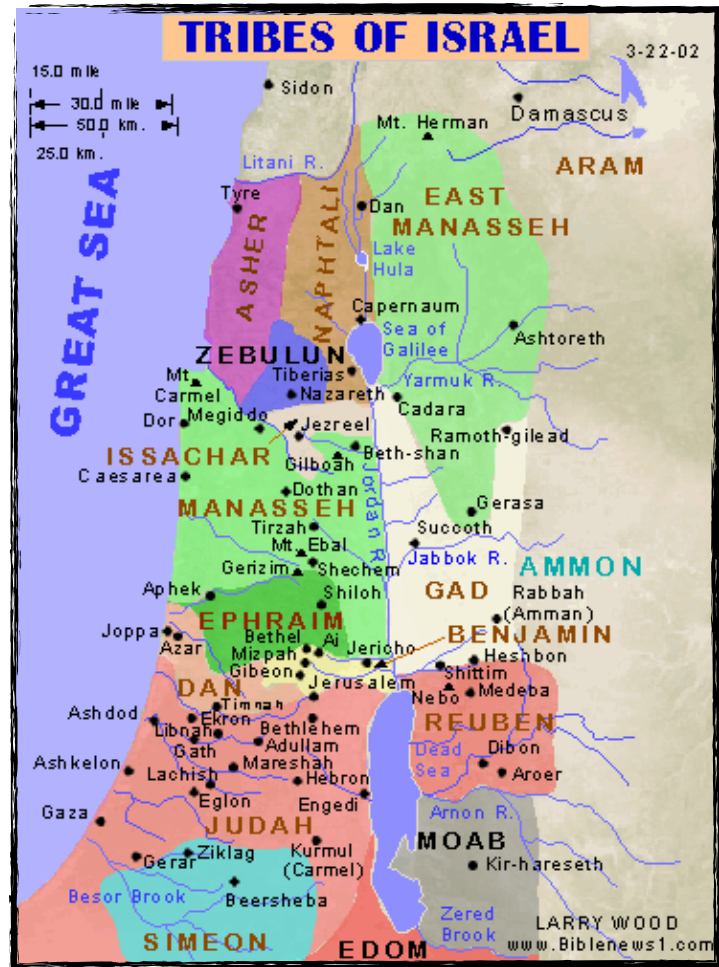 TRIBES OF ISRAEL
3-22-02
15.0 mile
30.0 mile
50.0 km.
25.0 km.
Sidon
Damascus
Mt. Herman
Litani R.
ARAM
Tyre
Dan
EAST
MANASSEH
ASHER
NAPHTALI
GREAT SEA
Lake
Hula
Capernaum
Sea of
Galilee
Ashtoreth
ZEBULUN
Mt.
Carmel
Tiberias
Nazareth
Yarmuk R.
Cadara
Dor
Megiddo
Jezreel
Ramoth-gilead
ISSACHAR
Gilboah
Beth-shan
Jordan R.
Caesarea
Dothan
MANASSEH
Gerasa
Tirzah
Succoth
Mt. Ebal
Gerizim
Shechem
Jabbok R.
AMMON
Aphek
Shiloh
GAD
Rabbah
(Amman)
EPHRAIM
Joppa
Azar
Bethel
Ai
BENJAMIN
Mizpah
Jericho
Heshbon
Gibeon
Shittim
Jerusalem
DAN
Nebo
Medeba
Timnah
Ashdod
Ekron
REUBEN
Libnah
Bethlehem
Gath
Adullam
Dead
Sea
Dibon
Ashkelon
Mareshah
Lachish
Hebron
Aroer
Eglon
Engedi
Gaza
Arnon R.
JUDAH
MOAB
Kurmul
(Carmel)
Gerar
Ziklag
Kir-hareseth
Besor Brook
Beersheba
Zered
Brook
LARRY WOOD
SIMEON
EDOM
www.Biblenews1.com